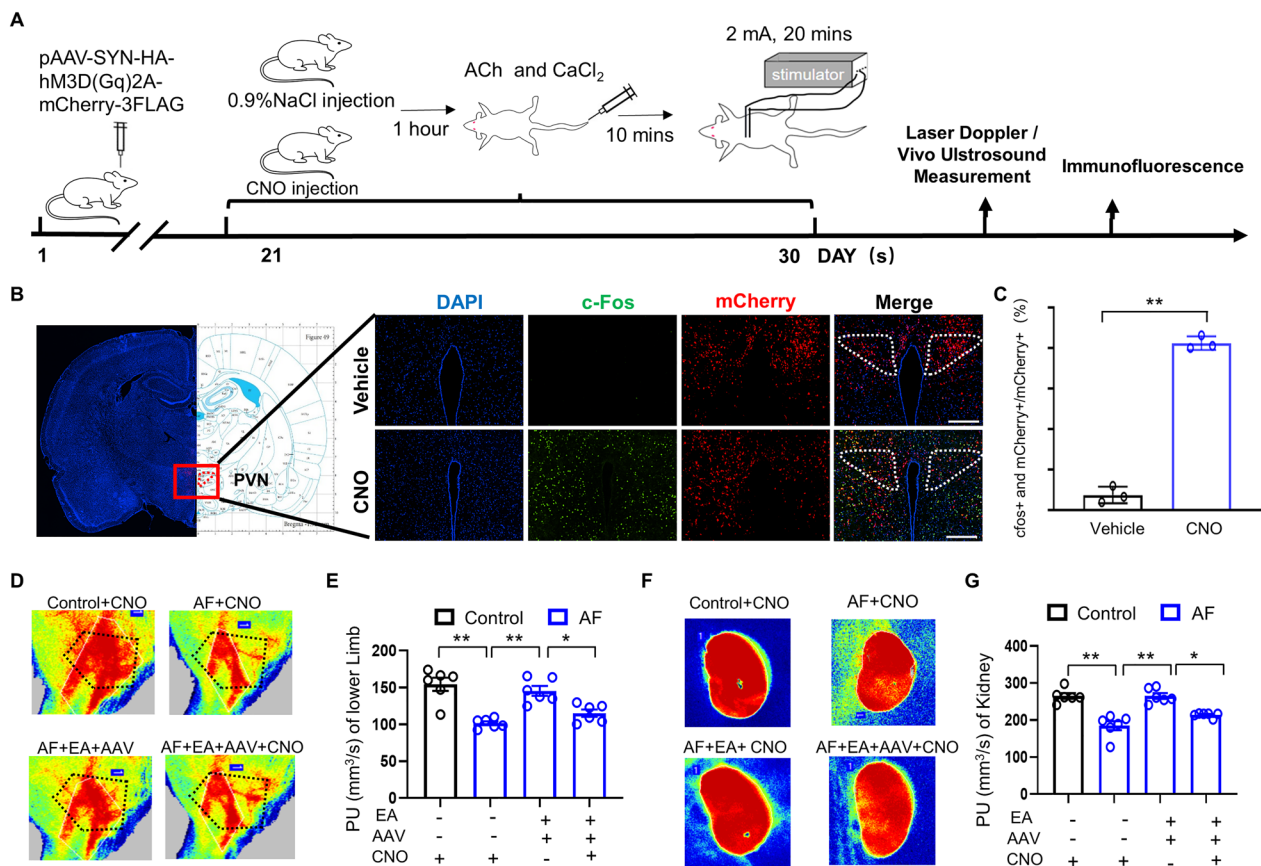 A
pAAV-SYN-HA-
hM3D(Gq)2A-
mCherry-3FLAG
0.9%NaCl injection
CNO injection
1 hour
ACh and CaCl2
10 mins
2 mA, 20 mins
stimulator
Laser Doppler /
Vivo Ulstrosound
Measurement
Immunofluorescence
1
21
30
DAY (s)
B
DAPI
c-Fos
mCherry
Merge
Vehicle
CNO
PVN
Figure 49
C
cfos+ and mCherry+/mCherry+ (%)
**
Vehicle
CNO
D
Control+CNO
AF+CNO
AF+EA+AAV
AF+EA+AAV+CNO
E
Control
AF
PU (mm³/s) of lower Limb
200
150
100
50
0
**
**
*
EA - - + +
AAV - - + +
CNO + + - +
F
Control+CNO
AF+CNO
AF+EA+ CNO
AF+EA+AAV+CNO
G
Control
AF
PU (mm³/s) of Kidney
400
300
200
100
0
**
**
*
EA - - + +
AAV - - + +
CNO + + - +